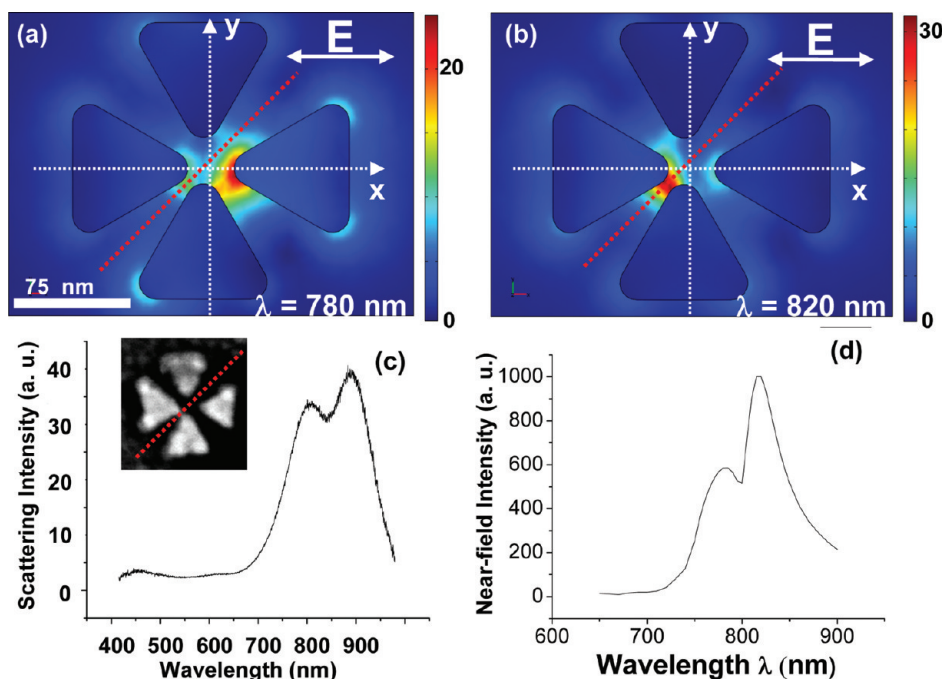 (a)
y
E
x
75 nm
λ = 780 nm
20
0
(b)
y
E
x
λ = 820 nm
30
0
(c)
Scattering Intensity (a. u.)
40
30
20
10
0
400 500 600 700 800 900
Wavelength (nm)
(d)
Near-field Intensity (a. u.)
1000
800
600
400
200
0
600 700 800 900
Wavelength λ (nm)